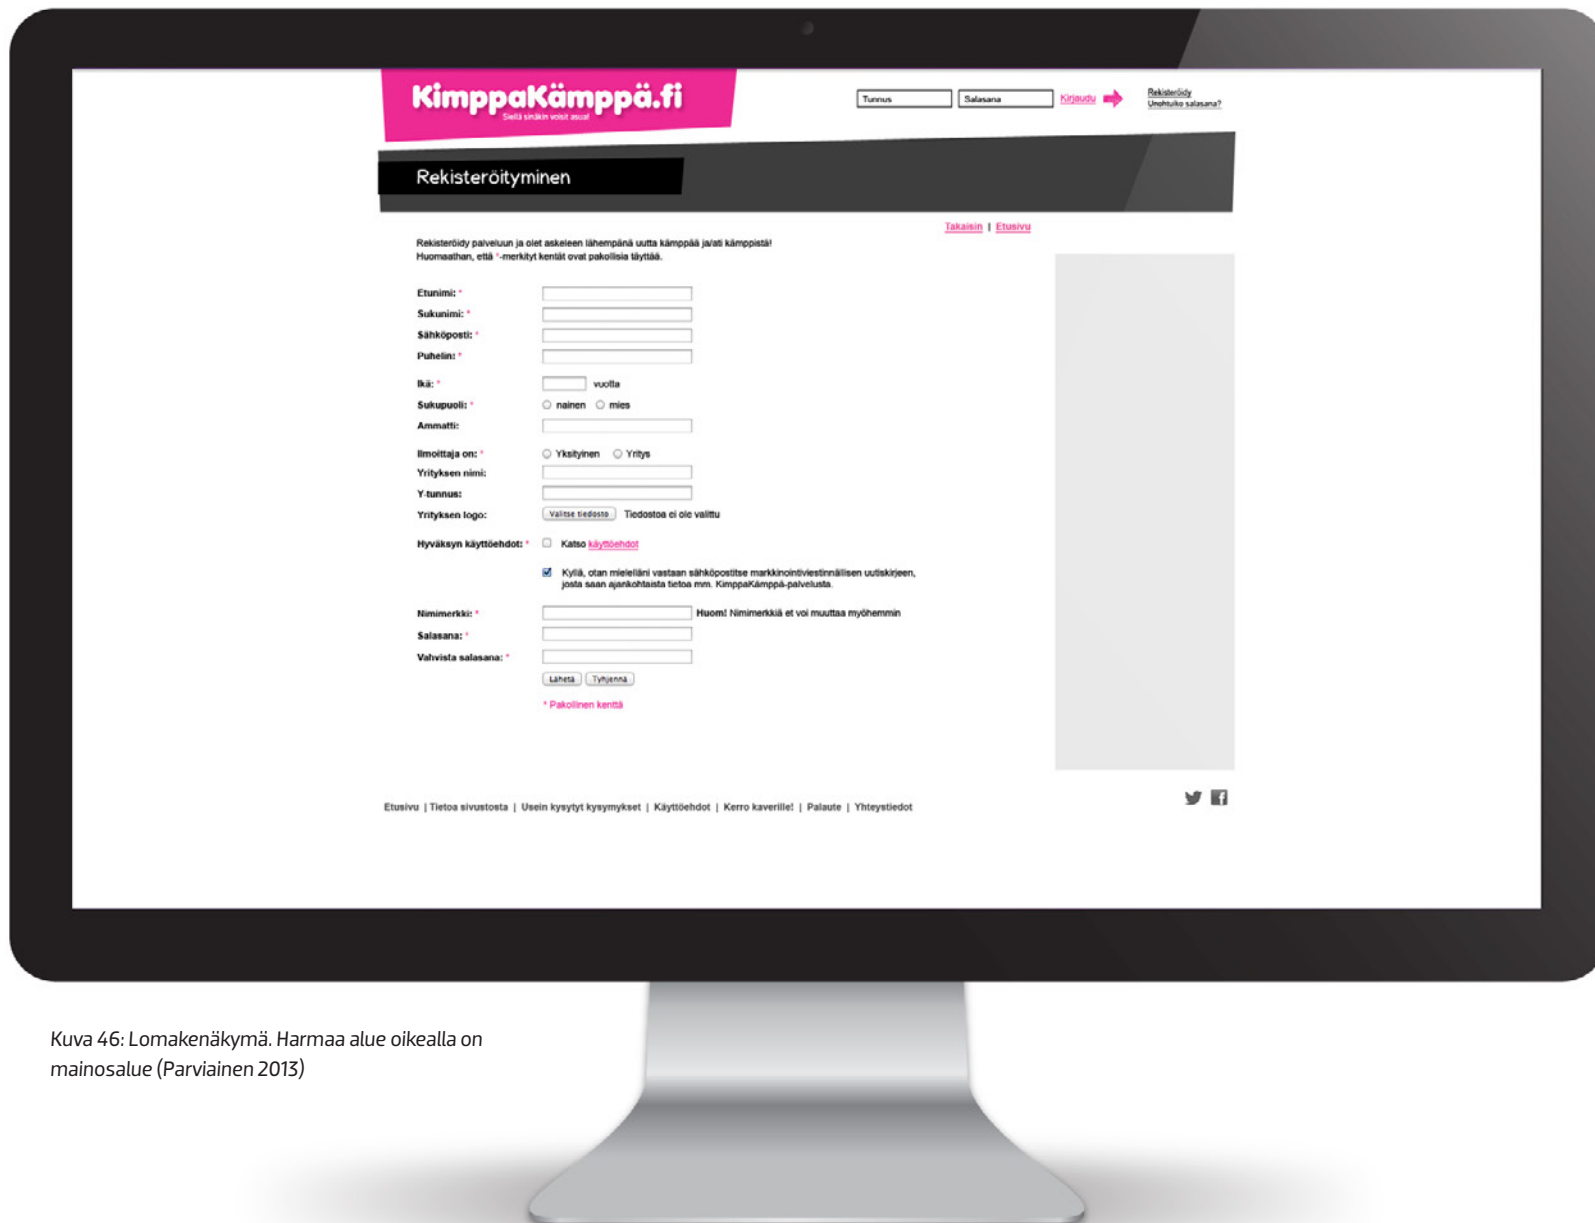 KimppaKämppä.fi
Siellä sinäkin voisit asua!
Tunnus Salasana Kirjaudu Rekisteröidy
Unohtuiko salasana?
Rekisteröityminen
Takaisin | Etusivu
Rekisteröidy palveluun ja olet askeleen lähempänä uutta kämppää ja/ati kämppistä!
Huomaathan, että *-merkityt kentät ovat pakollisia täyttää.
Etunimi: *
Sukunimi: *
Sähköposti: *
Puhelin: *
Ikä: * vuotta
Sukupuoli: * nainen mies
Ammatti:
Ilmoittaja on: * Yksityinen Yritys
Yrityksen nimi:
Y-tunnus:
Yrityksen logo: Valitse tiedosto Tiedostoa ei ole valittu
Hyväksyn käyttöehdot: * Katso käyttöehdot
Kyllä, otan mielelläni vastaan sähköpostitse markkinointiviestinnällisen uutiskirjeen,
josta saan ajankohtaista tietoa mm. KimppaKämppä-palvelusta.
Nimimerkki: * Huom! Nimimerkkiä et voi muuttaa myöhemmin
Salasana: *
Vahvista salasana: *
Lähetä Tyhjennä
* Pakollinen kenttä
Etusivu | Tietoa sivustosta | Usein kysytyt kysymykset | Käyttöehdot | Kerro kaverille! | Palaute | Yhteystiedot
Kuva 46: Lomakenäkymä. Harmaa alue oikealla on
mainosalue (Parviainen 2013)